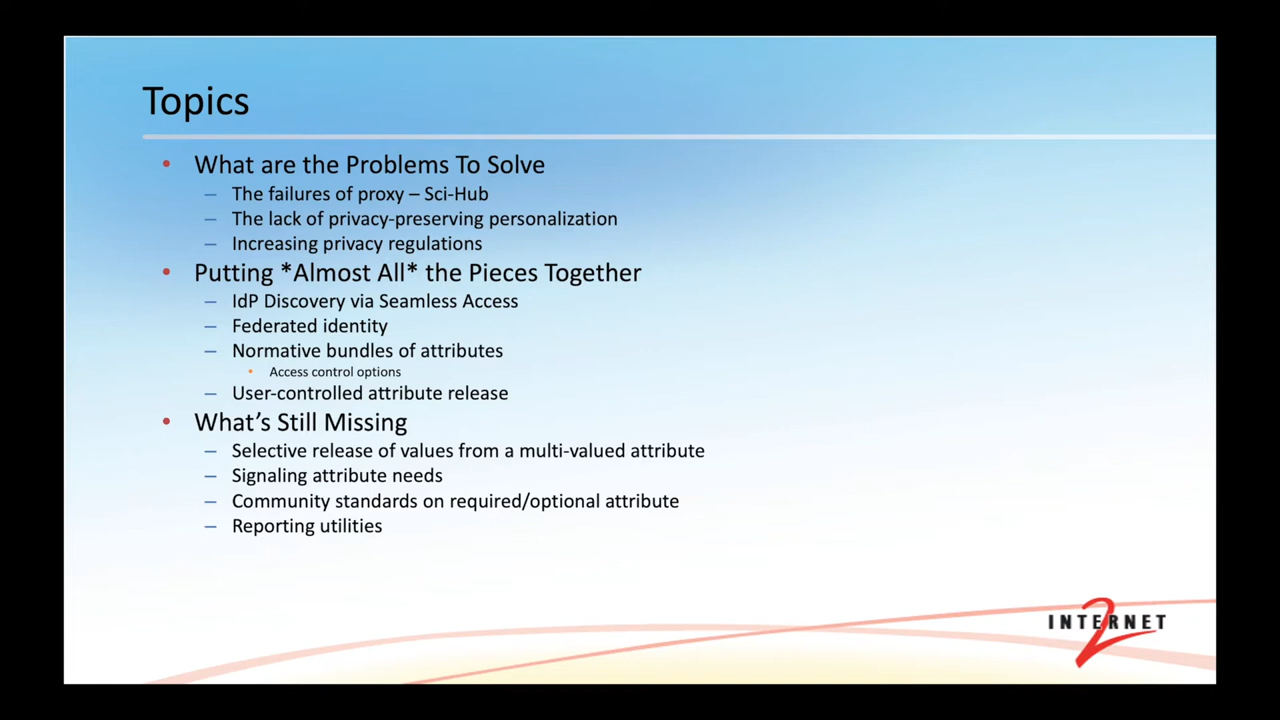 Topics
• What are the Problems To Solve
– The failures of proxy – Sci-Hub
– The lack of privacy-preserving personalization
– Increasing privacy regulations
• Putting *Almost All* the Pieces Together
– IdP Discovery via Seamless Access
– Federated identity
– Normative bundles of attributes
• Access control options
– User-controlled attribute release
• What’s Still Missing
– Selective release of values from a multi-valued attribute
– Signaling attribute needs
– Community standards on required/optional attribute
– Reporting utilities
INTERNET 2